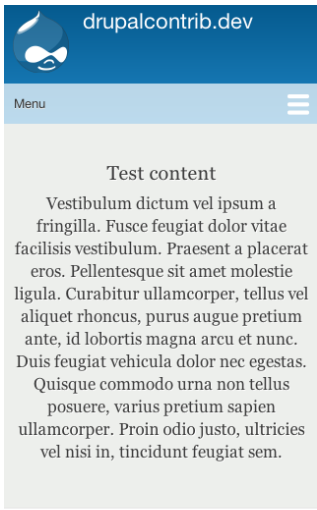 drupalcontrib.dev
Menu
Test content
Vestibulum dictum vel ipsum a
fringilla. Fusce feugiat dolor vitae
facilisis vestibulum. Praesent a placerat
eros. Pellentesque sit amet molestie
ligula. Curabitur ullamcorper, tellus vel
aliquet rhoncus, purus augue pretium
ante, id lobortis magna arcu et nunc.
Duis feugiat vehicula dolor nec egestas.
Quisque commodo urna non tellus
posuere, varius pretium sapien
ullamcorper. Proin odio justo, ultricies
vel nisi in, tincidunt feugiat sem.